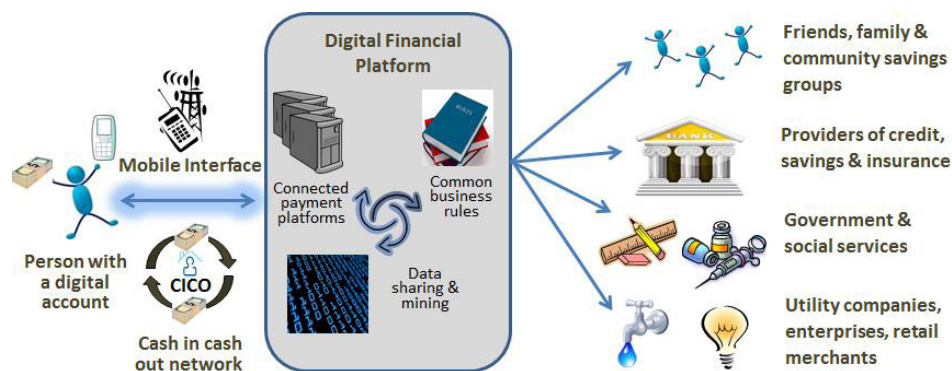 Digital Financial
Platform
Mobile Interface
Person with
a digital
account
CICO
Cash in cash
out network
Connected
payment
platforms
RULES
Common
business
rules
Data
sharing &
mining
Friends, family &
community savings
groups
BANK
Providers of credit,
savings & insurance
Government &
social services
Utility companies,
enterprises, retail
merchants